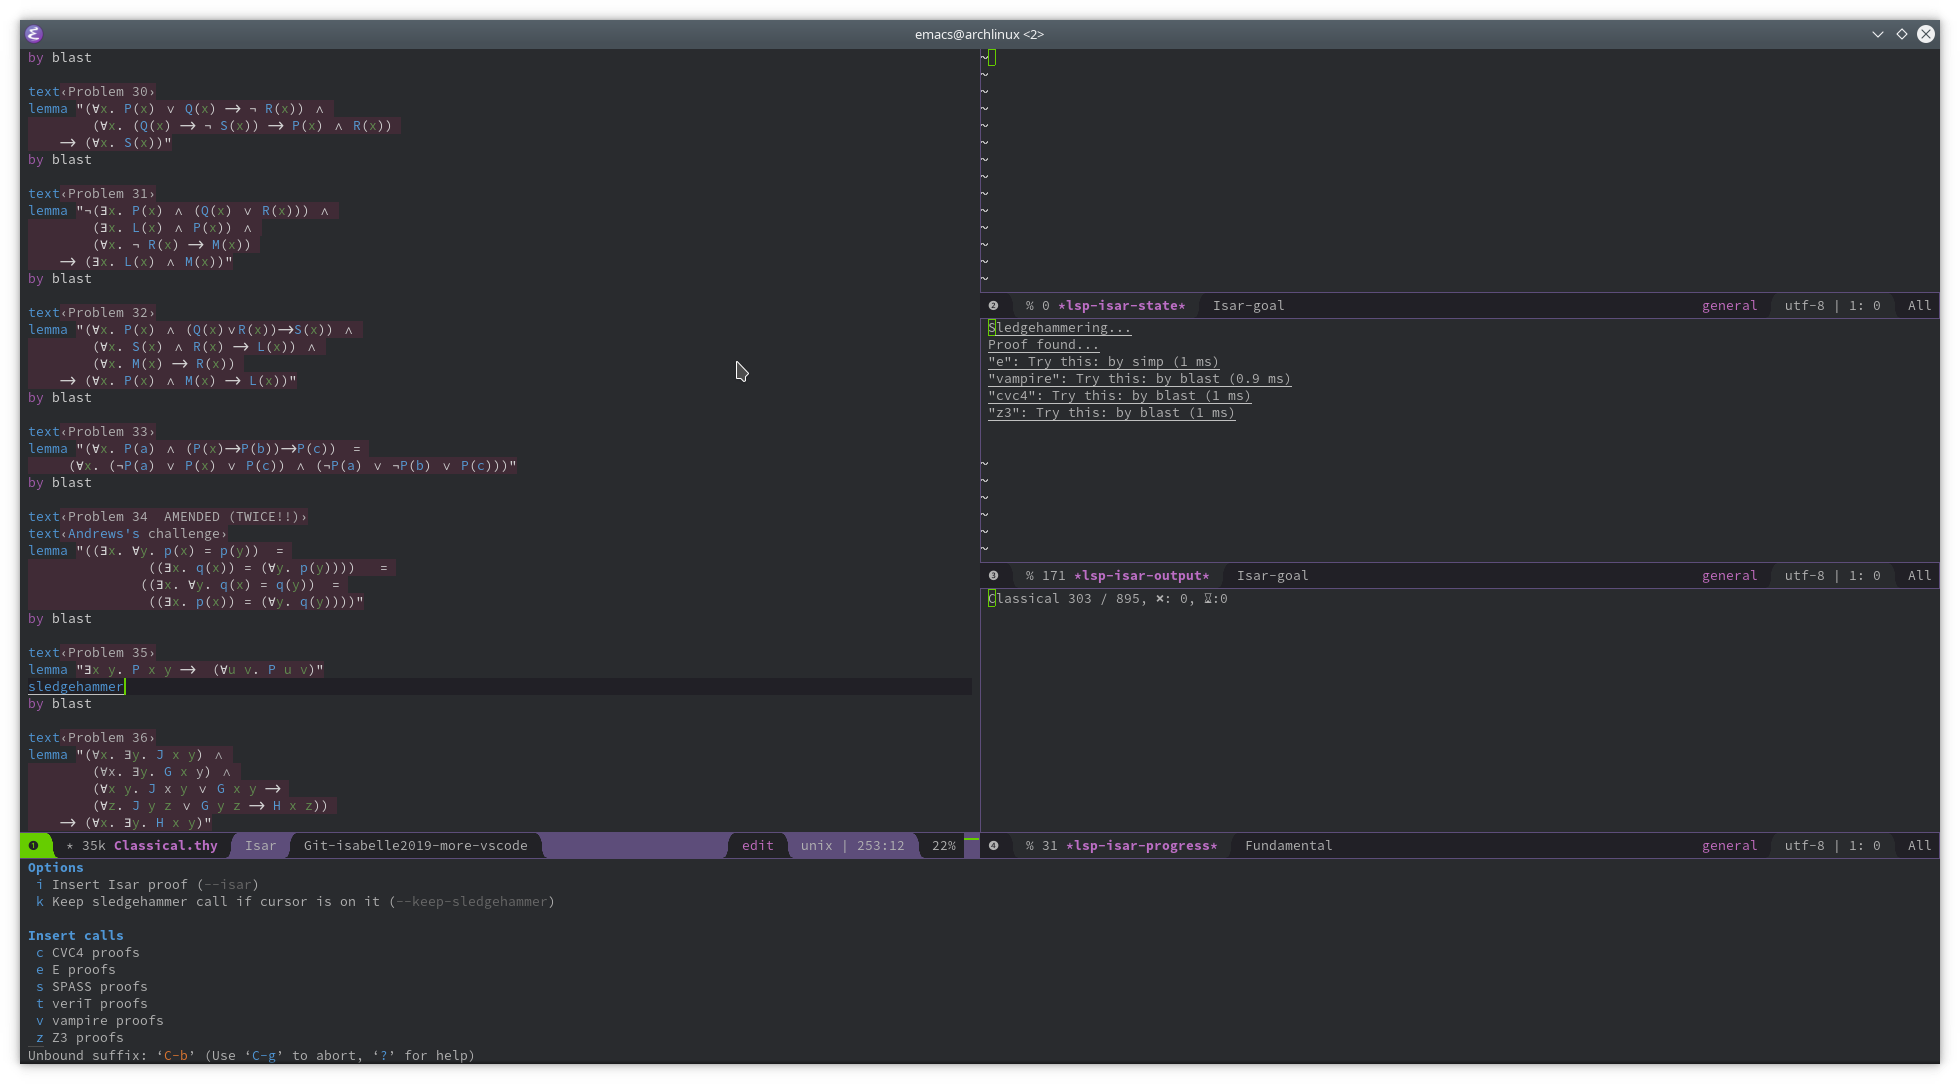 emacs@archlinux <2>
by blast
text‹Problem 30›
lemma "(∀x. P(x) ∨ Q(x) ⟶ ¬ R(x)) ∧
(∀x. (Q(x) ⟶ ¬ S(x)) ⟶ P(x) ∧ R(x))
⟶ (∀x. S(x))"
by blast
text‹Problem 31›
lemma "¬(∃x. P(x) ∧ (Q(x) ∨ R(x))) ∧
(∃x. L(x) ∧ P(x)) ∧
(∀x. ¬ R(x) ⟶ M(x))
⟶ (∃x. L(x) ∧ M(x))"
by blast
text‹Problem 32›
lemma "(∀x. P(x) ∧ (Q(x)∨R(x))⟶S(x)) ∧
(∀x. S(x) ∧ R(x) ⟶ L(x)) ∧
(∀x. M(x) ⟶ R(x))
⟶ (∀x. P(x) ∧ M(x) ⟶ L(x))"
by blast
text‹Problem 33›
lemma "(∀x. P(a) ∧ (P(x)⟶P(b))⟶P(c))  =
(∀x. (¬P(a) ∨ P(x) ∨ P(c)) ∧ (¬P(a) ∨ ¬P(b) ∨ P(c)))"
by blast
text‹Problem 34  AMENDED (TWICE!!)›
text‹Andrews's challenge›
lemma "((∃x. ∀y. p(x) = p(y))  =
((∃x. q(x)) = (∀y. p(y))))   =
((∃x. ∀y. q(x) = q(y))  =
((∃x. p(x)) = (∀y. q(y))))"
by blast
text‹Problem 35›
lemma "∃x y. P x y ⟶  (∀u v. P u v)"
sledgehammer
by blast
text‹Problem 36›
lemma "(∀x. ∃y. J x y) ∧
(∀x. ∃y. G x y) ∧
(∀x y. J x y ∨ G x y ⟶
(∀z. J y z ∨ G y z ⟶ H x z))
⟶ (∀x. ∃y. H x y)"
❶ * 35k Classical.thy Isar Git-isabelle2019-more-vscode edit unix | 253:12 22%
~
~
~
~
~
~
~
~
~
~
~
~
~
~
❷ % 0 *lsp-isar-state* Isar-goal general utf-8 | 1: 0 All
Sledgehammering...
Proof found...
"e": Try this: by simp (1 ms)
"vampire": Try this: by blast (0.9 ms)
"cvc4": Try this: by blast (1 ms)
"z3": Try this: by blast (1 ms)
~
~
~
~
~
~
❸ % 171 *lsp-isar-output* Isar-goal general utf-8 | 1: 0 All
Classical 303 / 895, ✖: 0, ⌛:0
❹ % 31 *lsp-isar-progress* Fundamental general utf-8 | 1: 0 All
Options
i Insert Isar proof (--isar)
k Keep sledgehammer call if cursor is on it (--keep-sledgehammer)
Insert calls
c CVC4 proofs
e E proofs
s SPASS proofs
t veriT proofs
v vampire proofs
z Z3 proofs
Unbound suffix: ‘C-b’ (Use ‘C-g’ to abort, ‘?’ for help)